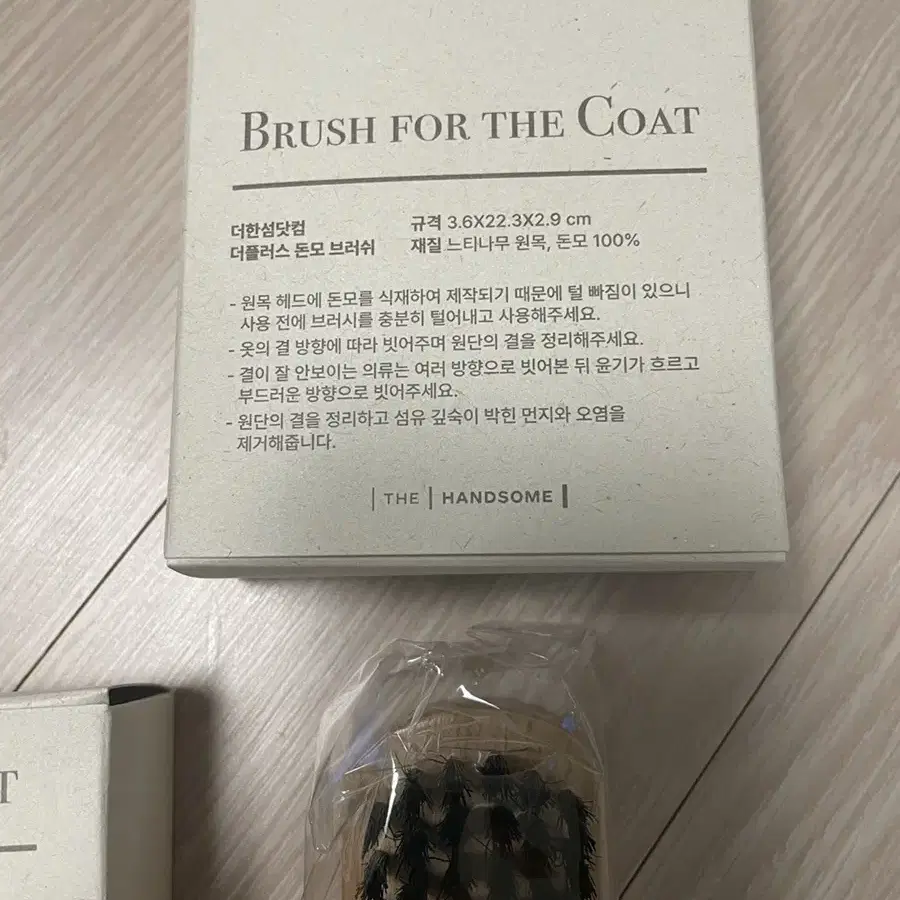 BRUSH FOR THE COAT
더한섬닷컴
더플러스 돈모 브러쉬
규격 3.6X22.3X2.9 cm
재질 느티나무 원목, 돈모 100%
- 원목 헤드에 돈모를 식재하여 제작되기 때문에 털 빠짐이 있으니
사용 전에 브러시를 충분히 털어내고 사용해주세요.
- 옷의 결 방향에 따라 빗어주며 원단의 결을 정리해주세요.
- 결이 잘 안보이는 의류는 여러 방향으로 빗어본 뒤 윤기가 흐르고
부드러운 방향으로 빗어주세요.
- 원단의 결을 정리하고 섬유 깊숙이 박힌 먼지와 오염을
제거해줍니다.
THE HANDSOME
T